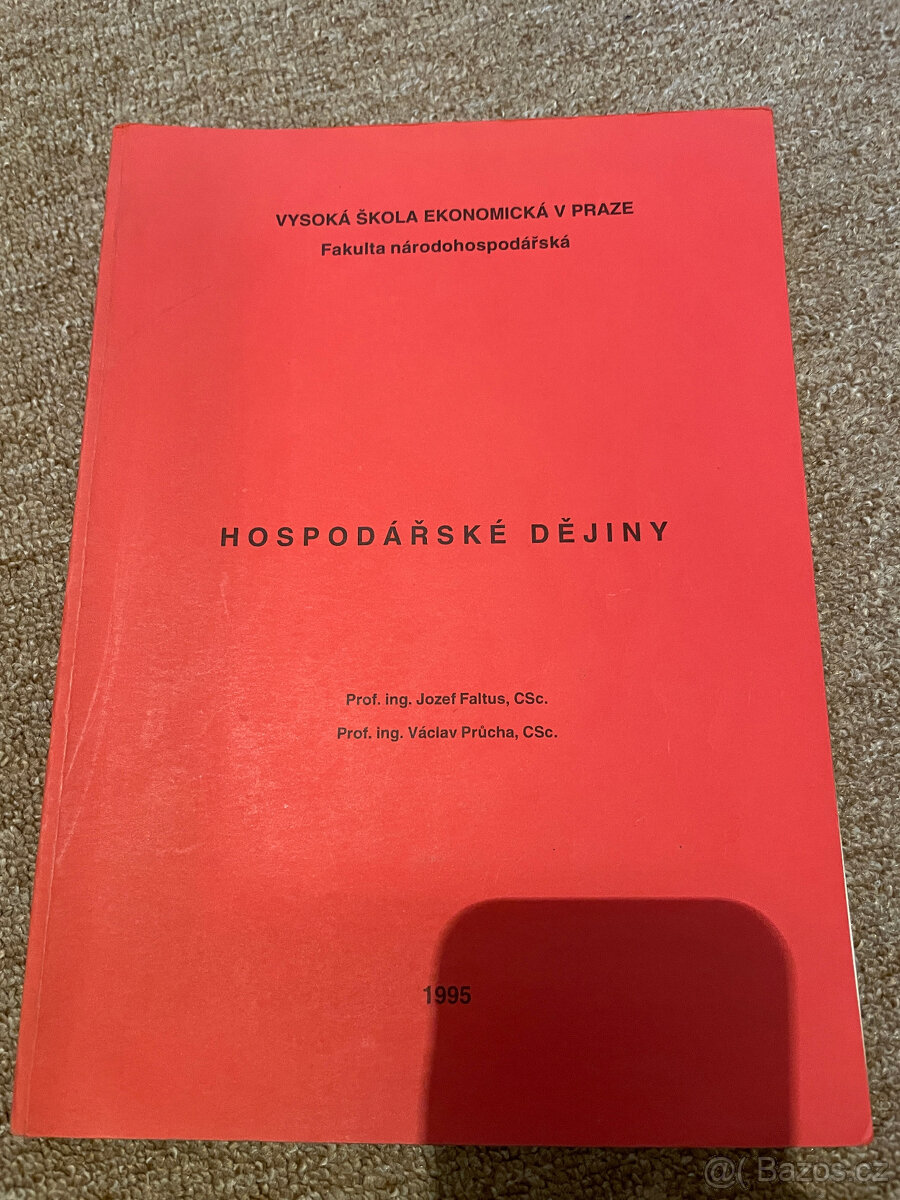 VYSOKÁ ŠKOLA EKONOMICKÁ V PRAZE
Fakulta národohospodářská
HOSPODÁŘSKÉ DĚJINY
Prof. ing. Jozef Faltus, CSc.
Prof. ing. Václav Průcha, CSc.
1995
@( Bazos.cz